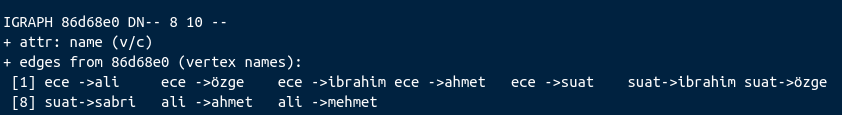 IGRAPH 86d68e0 DN-- 8 10 --
+ attr: name (v/c)
+ edges from 86d68e0 (vertex names):
 [1] ece ->ali     ece ->özge    ece ->ibrahim ece ->ahmet   ece ->suat    suat->ibrahim suat->özge
 [8] suat->sabri   ali ->ahmet   ali ->mehmet